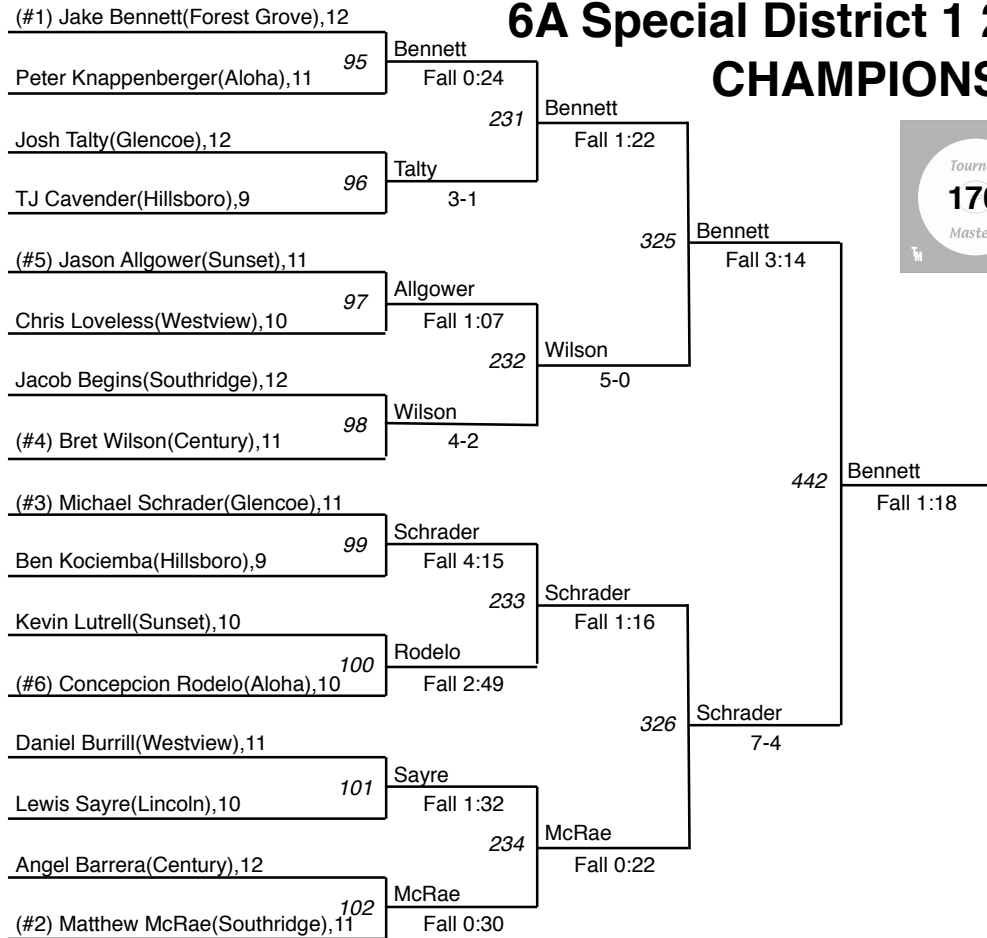 6A Special District 1
CHAMPIONS
(#1) Jake Bennett(Forest Grove),12
95
Peter Knappenberger(Aloha),11
Bennett
Fall 0:24
231
Josh Talty(Glencoe),12
96
TJ Cavender(Hillsboro),9
Talty
3-1
Bennett
Fall 1:22
325
(#5) Jason Allgower(Sunset),11
97
Chris Loveless(Westview),10
Allgower
Fall 1:07
232
Jacob Begins(Southridge),12
98
(#4) Bret Wilson(Century),11
Wilson
4-2
Wilson
5-0
Bennett
Fall 3:14
442
(#3) Michael Schrader(Glencoe),11
99
Ben Kociemba(Hillsboro),9
Schrader
Fall 4:15
233
Kevin Lutrell(Sunset),10
100
(#6) Concepcion Rodelo(Aloha),10
Rodelo
Fall 2:49
Schrader
Fall 1:16
326
Daniel Burrill(Westview),11
101
Lewis Sayre(Lincoln),10
Sayre
Fall 1:32
234
Angel Barrera(Century),12
102
(#2) Matthew McRae(Southridge),11
McRae
Fall 0:30
McRae
Fall 0:22
Schrader
7-4
Bennett
Fall 1:18
TM